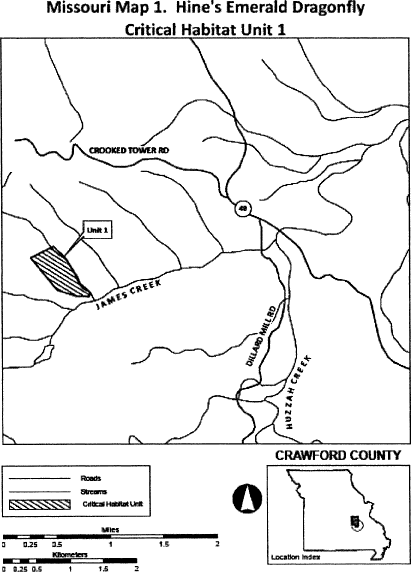 Missouri Map 1. Hine's Emerald Dragonfly
Critical Habitat Unit 1
CROOKED TOWER RD
Unit 1
49
JAMES CREEK
DILLARD MILL RD
HUZZAH CREEK
CRAWFORD COUNTY
Roads
Streams
Critical Habitat Unit
Miles
0 0.25 0.5 1 1.5 2
Kilometers
0 0.25 0.5 1 1.5 2
Location Index